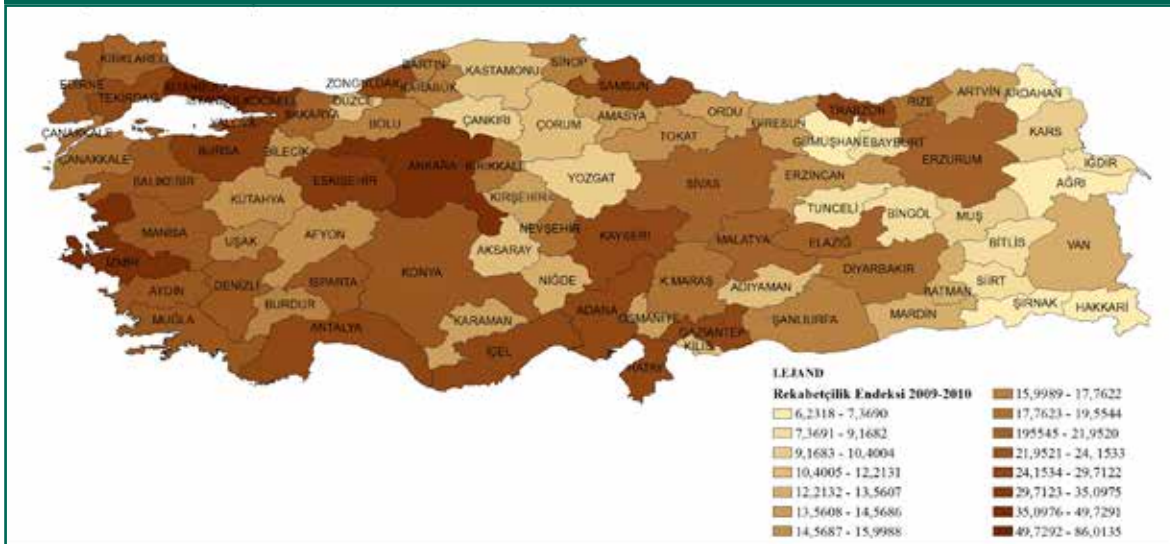 KIRKLARELİ
EDİRNE
TEKİRDAĞ
İSTANBUL
İSTANBUL
KOCAELİ
YALOVA
SAKARYA
DÜZCE
ZONGULDAK
BARTIN
KARABÜK
KASTAMONU
SİNOP
SAMSUN
BOLU
ÇANKIRI
ÇORUM
AMASYA
ORDU
TOKAT
GİRESUN
TRABZON
RİZE
ARTVİN
ARDAHAN
GÜMÜŞHANE
BAYBURT
KARS
IĞDIR
AĞRI
ERZURUM
ERZİNCAN
ÇANAKKALE
ÇANAKKALE
BALIKESİR
BURSA
BİLECİK
ESKİŞEHİR
ANKARA
KIRIKKALE
YOZGAT
SİVAS
TUNCELİ
BİNGÖL
MUŞ
BİTLİS
VAN
KÜTAHYA
KIRŞEHİR
NEVŞEHİR
KAYSERİ
MALATYA
ELAZIĞ
MANİSA
UŞAK
AFYON
AKSARAY
İZMİR
AYDIN
DENİZLİ
ISPARTA
KONYA
NİĞDE
K.MARAŞ
ADIYAMAN
DİYARBAKIR
BATMAN
SİİRT
ŞIRNAK
HAKKARİ
MUĞLA
BURDUR
ANTALYA
KARAMAN
İÇEL
ADANA
OSMANİYE
GAZİANTEP
KİLİS
HATAY
ŞANLIURFA
MARDİN
LEJAND
Rekabetçilik Endeksi 2009-2010
6,2318 - 7,3690
7,3691 - 9,1682
9,1683 - 10,4004
10,4005 - 12,2131
12,2132 - 13,5607
13,5608 - 14,5686
14,5687 - 15,9988
15,9989 - 17,7622
17,7623 - 19,5544
195545 - 21,9520
21,9521 - 24, 1533
24,1534 - 29,7122
29,7123 - 35,0975
35,0976 - 49,7291
49,7292 - 86,0135